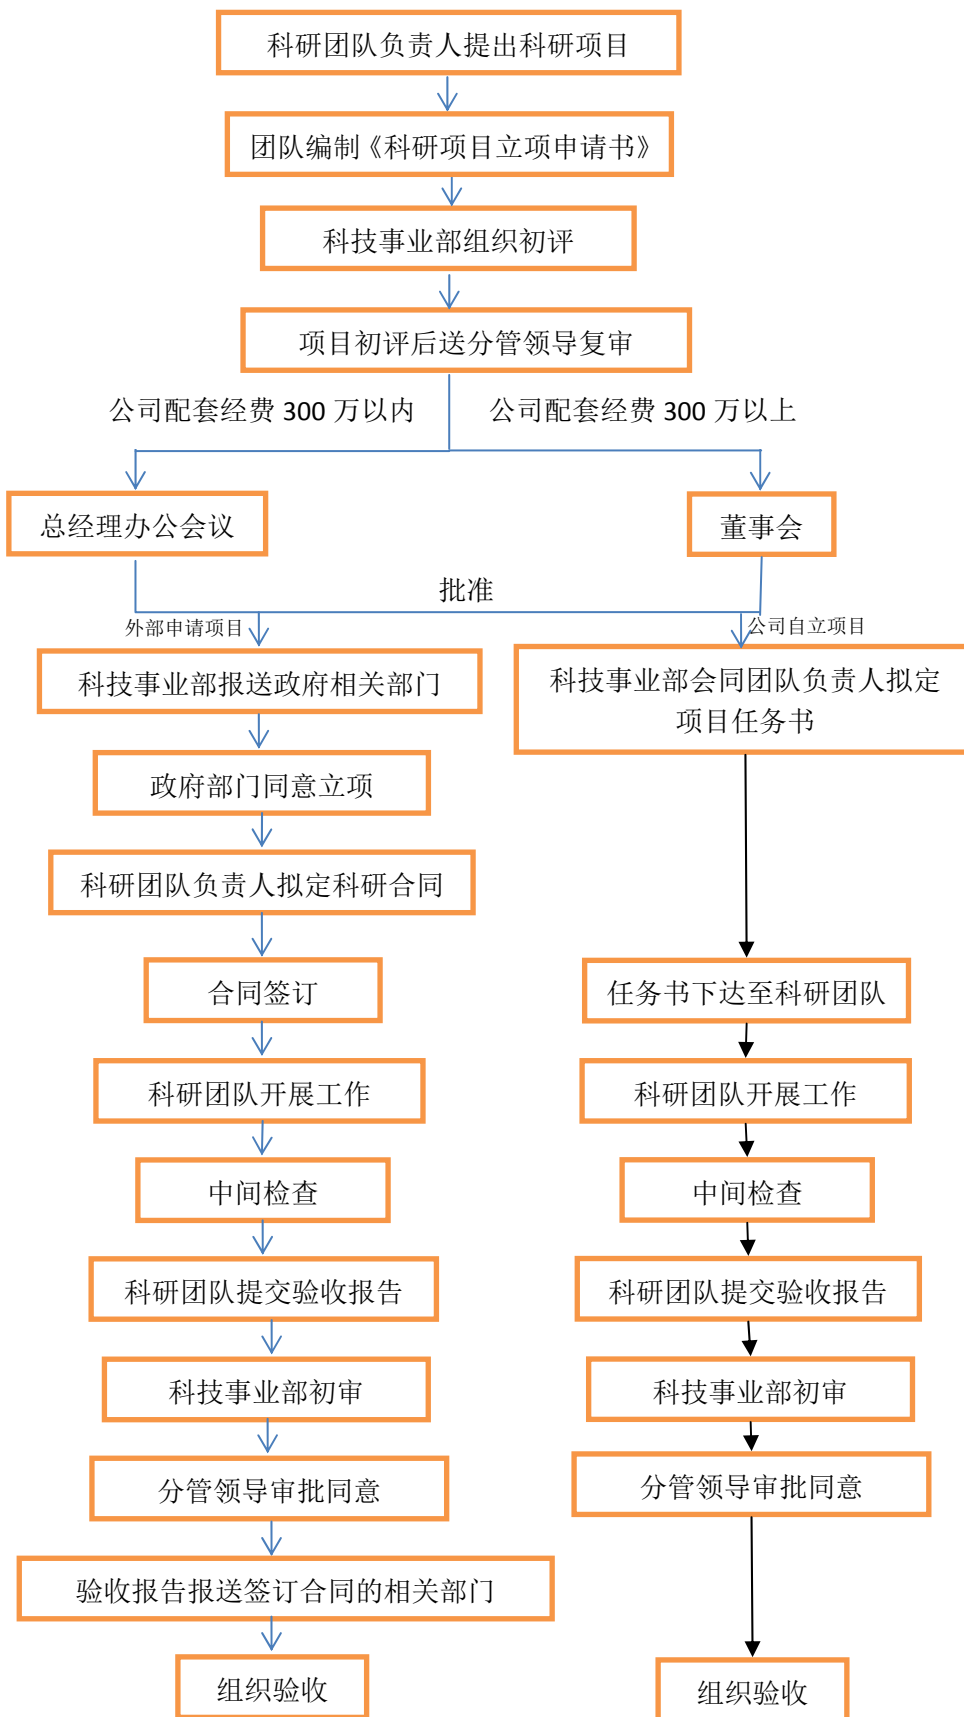 科研团队负责人提出科研项目
团队编制《科研项目立项申请书》
科技事业部组织初评
项目初评后送分管领导复审
公司配套经费 300 万以内
公司配套经费 300 万以上
总经理办公会议
董事会
批准
外部申请项目
公司自立项目
科技事业部报送政府相关部门
科技事业部会同团队负责人拟定
项目任务书
政府部门同意立项
科研团队负责人拟定科研合同
合同签订
任务书下达至科研团队
科研团队开展工作
科研团队开展工作
中间检查
中间检查
科研团队提交验收报告
科研团队提交验收报告
科技事业部初审
科技事业部初审
分管领导审批同意
分管领导审批同意
验收报告报送签订合同的相关部门
组织验收
组织验收